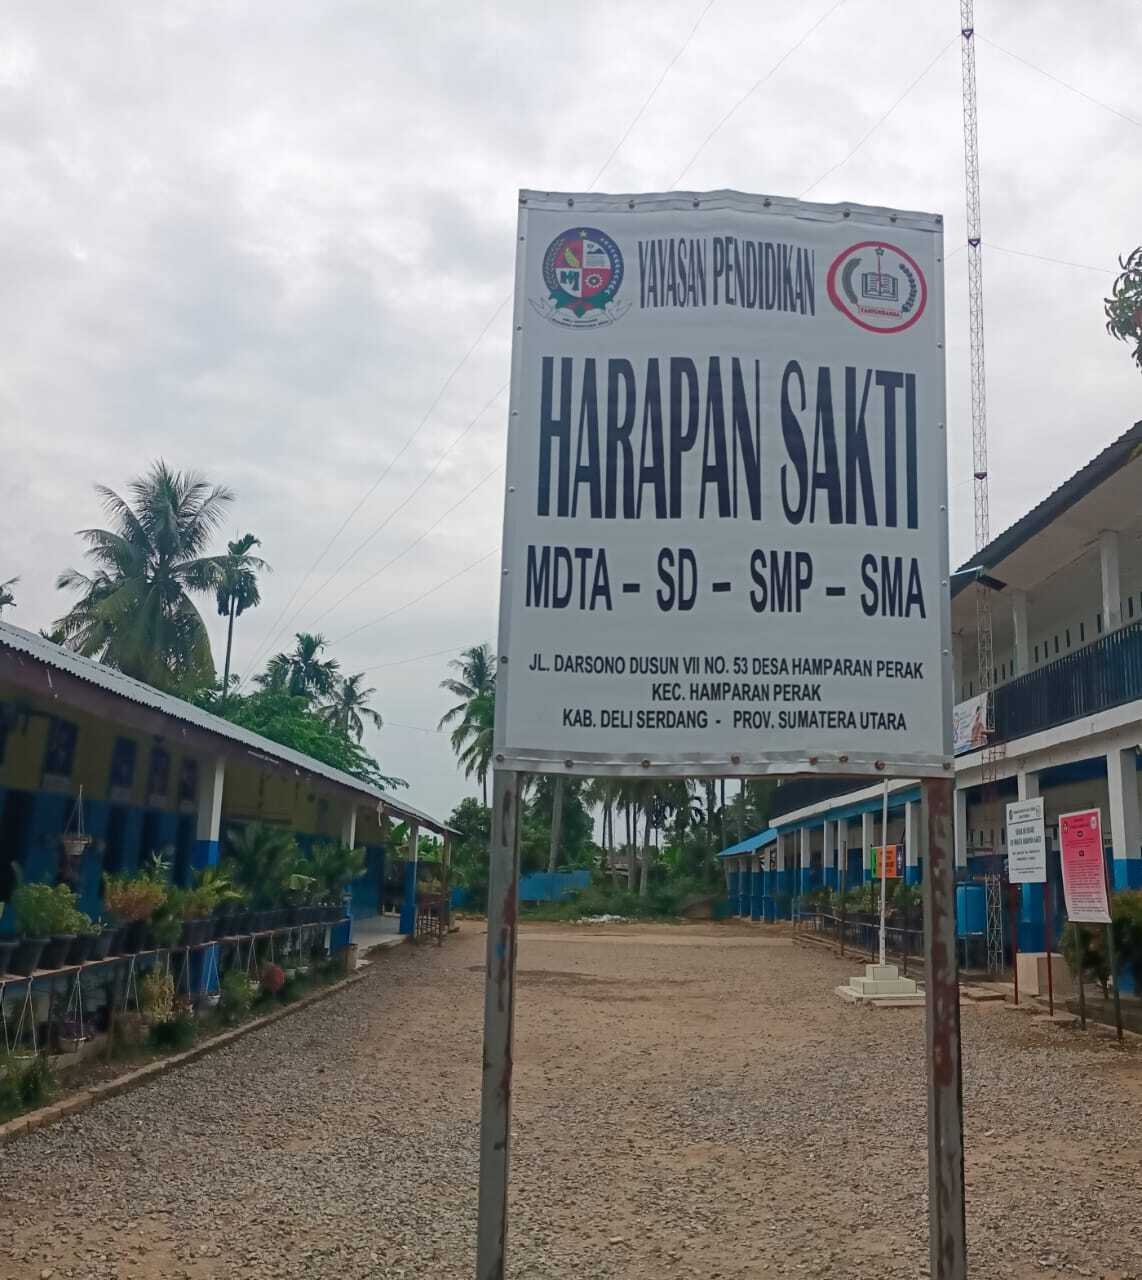 YAYASAN PENDIDIKAN
HARAPAN SAKTI
MDTA – SD – SMP – SMA
JL. DARSONO DUSUN VII NO. 53 DESA HAMPARAN PERAK
KEC. HAMPARAN PERAK
KAB. DELI SERDANG - PROV. SUMATERA UTARA